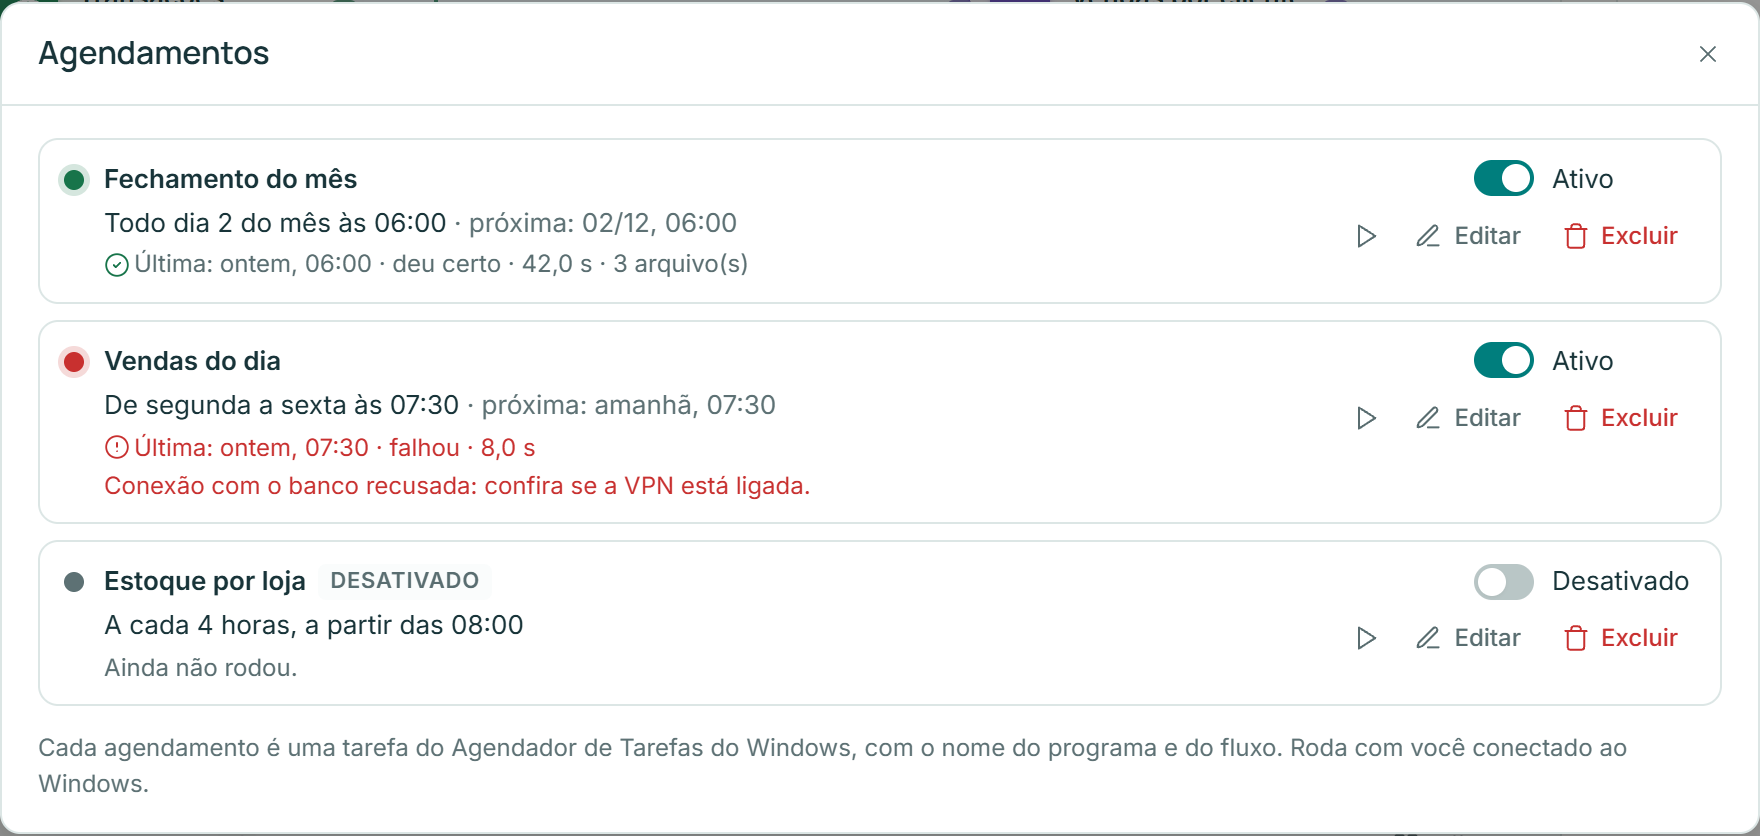 Agendamentos
Fechamento do mês
Ativo
Todo dia 2 do mês às 06:00 · próxima: 02/12, 06:00
Editar
Excluir
Última: ontem, 06:00 · deu certo · 42,0 s · 3 arquivo(s)
Vendas do dia
Ativo
De segunda a sexta às 07:30 · próxima: amanhã, 07:30
Editar
Excluir
Última: ontem, 07:30 · falhou · 8,0 s
Conexão com o banco recusada: confira se a VPN está ligada.
Estoque por loja DESATIVADO
Desativado
A cada 4 horas, a partir das 08:00
Editar
Excluir
Ainda não rodou.
Cada agendamento é uma tarefa do Agendador de Tarefas do Windows, com o nome do programa e do fluxo. Roda com você conectado ao
Windows.